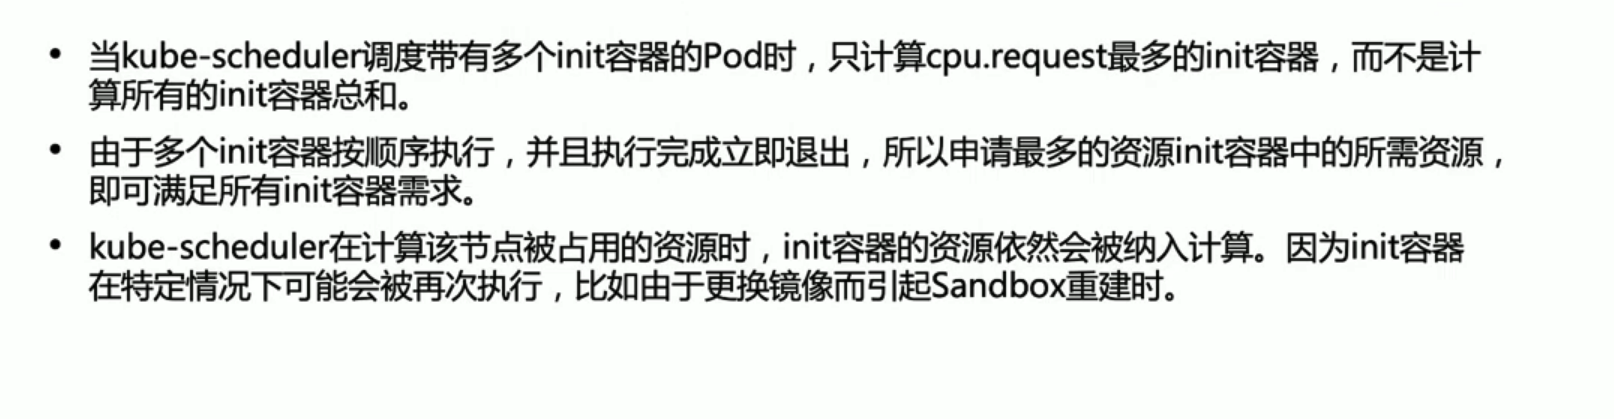 • 当kube-scheduler调度带有多个init容器的Pod时，只计算cpu.request最多的init容器，而不是计
算所有的init容器总和。
• 由于多个init容器按顺序执行，并且执行完成立即退出，所以申请最多的资源init容器中的所需资源，
即可满足所有init容器需求。
• kube-scheduler在计算该节点被占用的资源时，init容器的资源依然会被纳入计算。因为init容器
在特定情况下可能会被再次执行，比如由于更换镜像而引起Sandbox重建时。